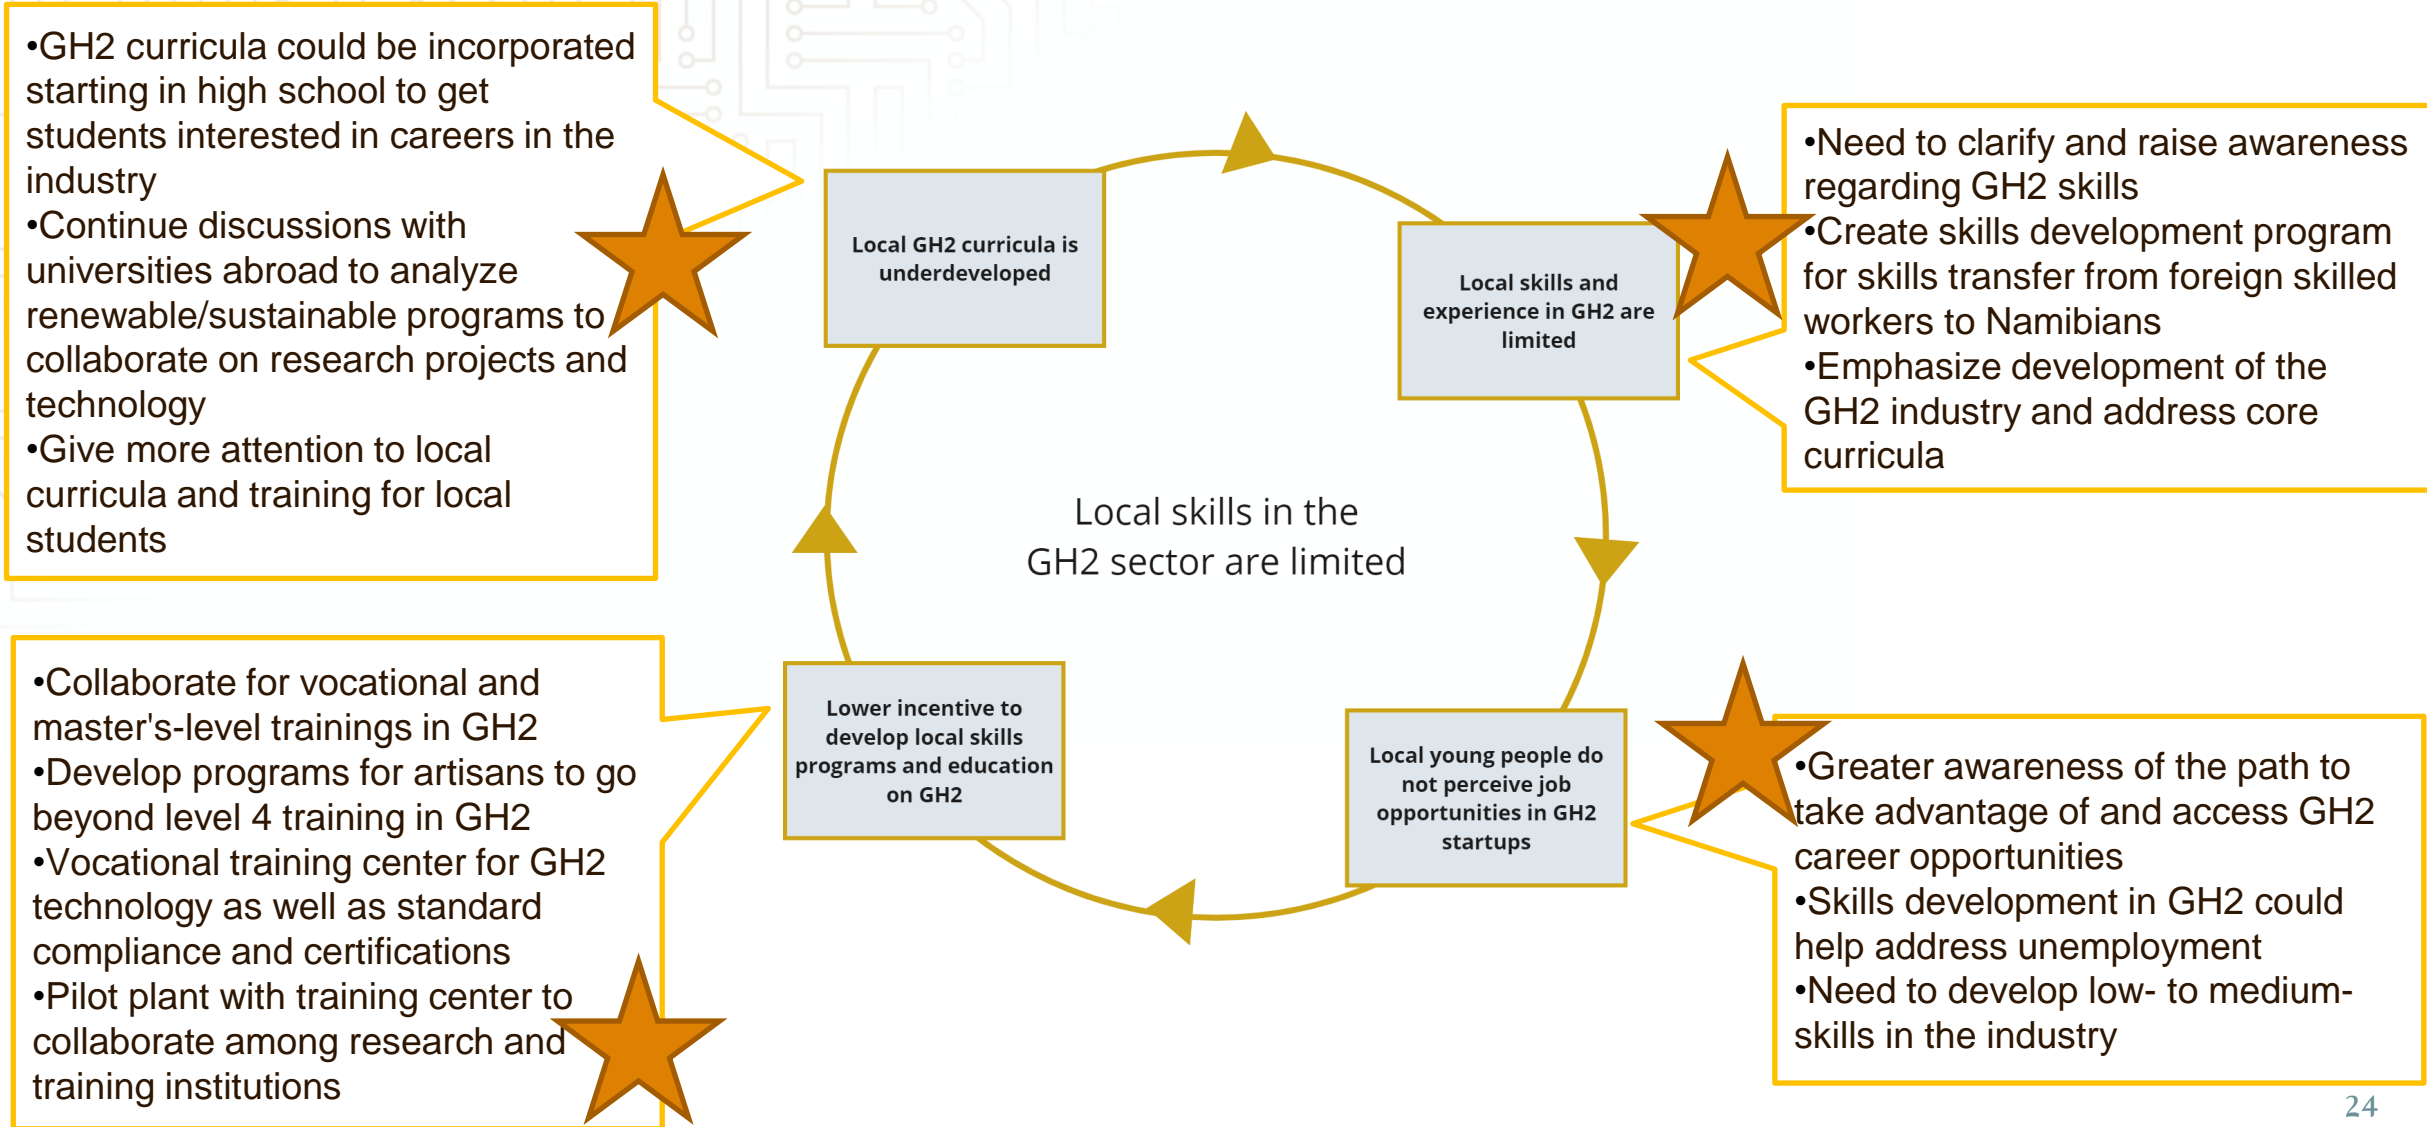 •GH2 curricula could be incorporated
starting in high school to get
students interested in careers in the
industry
•Continue discussions with
universities abroad to analyze
renewable/sustainable programs to
collaborate on research projects and
technology
•Give more attention to local
curricula and training for local
students
Local GH2 curricula is
underdeveloped
Local skills and
experience in GH2 are
limited
•Need to clarify and raise awareness
regarding GH2 skills
•Create skills development program
for skills transfer from foreign skilled
workers to Namibians
•Emphasize development of the
GH2 industry and address core
curricula
Local skills in the
GH2 sector are limited
•Collaborate for vocational and
master's-level trainings in GH2
•Develop programs for artisans to go
beyond level 4 training in GH2
•Vocational training center for GH2
technology as well as standard
compliance and certifications
•Pilot plant with training center to
collaborate among research and
training institutions
Lower incentive to
develop local skills
programs and education
on GH2
Local young people do
not perceive job
opportunities in GH2
startups
•Greater awareness of the path to
take advantage of and access GH2
career opportunities
•Skills development in GH2 could
help address unemployment
•Need to develop low- to medium-
skills in the industry
24